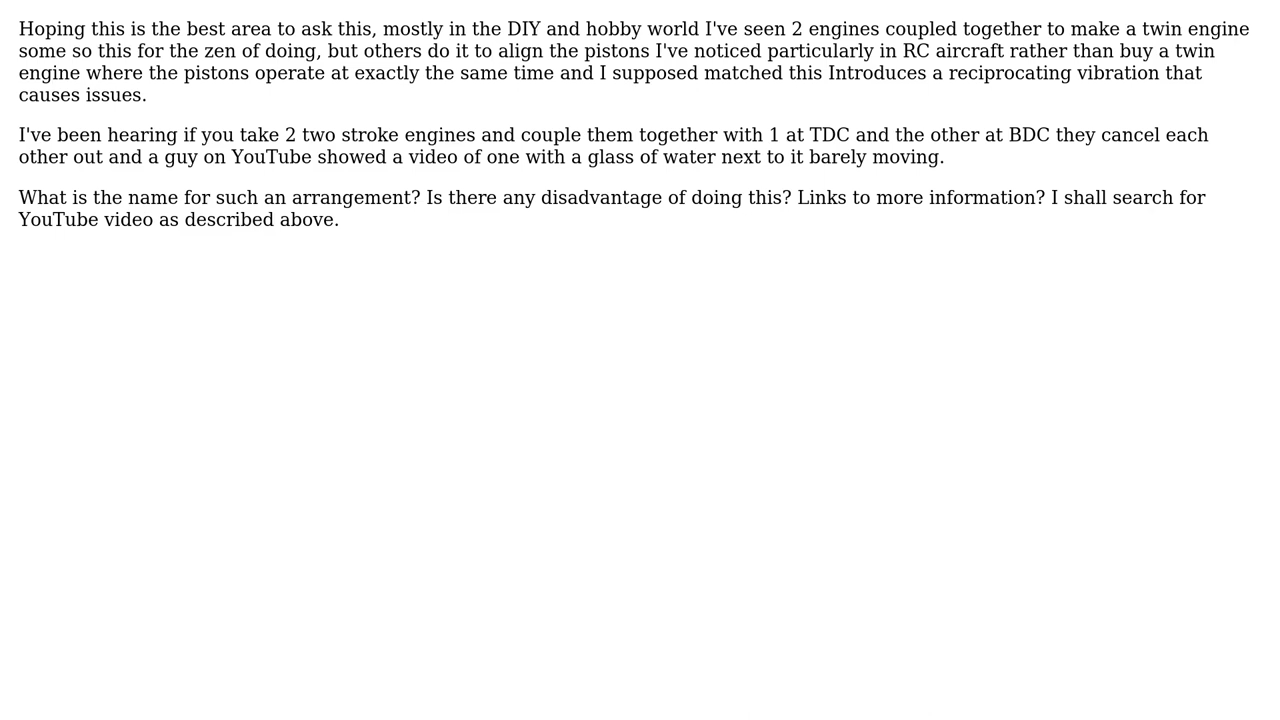 Hoping this is the best area to ask this, mostly in the DIY and hobby world I've seen 2 engines coupled together to make a twin engine
some so this for the zen of doing, but others do it to align the pistons I've noticed particularly in RC aircraft rather than buy a twin
engine where the pistons operate at exactly the same time and I supposed matched this Introduces a reciprocating vibration that
causes issues.
I've been hearing if you take 2 two stroke engines and couple them together with 1 at TDC and the other at BDC they cancel each
other out and a guy on YouTube showed a video of one with a glass of water next to it barely moving.
What is the name for such an arrangement? Is there any disadvantage of doing this? Links to more information? I shall search for
YouTube video as described above.